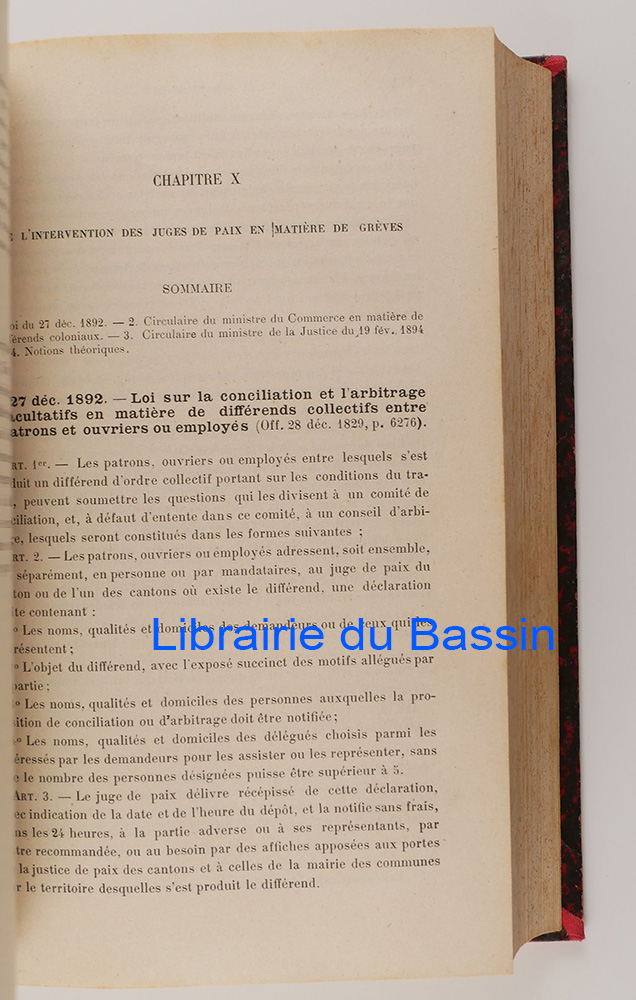 CHAPITRE X
L'INTERVENTION DES JUGES DE PAIX EN MATIÈRE DE GRÈVES
SOMMAIRE
du 27 déc. 1892. — 2. Circulaire du ministre du Commerce en matière de
férends coloniaux. — 3. Circulaire du ministre de la Justice du 19 fév. 1894
4. Notions théoriques.
27 déc. 1892. — Loi sur la conciliation et l'arbitrage
cultatifs en matière de différends collectifs entre
atrons et ouvriers ou employés (Off. 28 déc. 1829, p. 6276).
RT. 1er. — Les patrons, ouvriers ou employés entre lesquels s'est
duit un différend d'ordre collectif portant sur les conditions du tra-
, peuvent soumettre les questions qui les divisent à un comité de
ciliation, et, à défaut d'entente dans ce comité, à un conseil d'arbi-
e, lesquels seront constitués dans les formes suivantes ;
RT. 2. — Les patrons, ouvriers ou employés adressent, soit ensemble,
séparément, en personne ou par mandataires, au juge de paix du
ton ou de l'un des cantons où existe le différend, une déclaration
te contenant :
° Les noms, qualités et domiciles des demandeurs ou de ceux qui les
résentent ;
Librairie du Bassin
° L'objet du différend, avec l'exposé succinct des motifs allégués par
partie ;
° Les noms, qualités et domiciles des personnes auxquelles la pro-
ition de conciliation ou d'arbitrage doit être notifiée ;
° Les noms, qualités et domiciles des délégués choisis parmi les
éressés par les demandeurs pour les assister ou les représenter, sans
e le nombre des personnes désignées puisse être supérieur à 5.
ART. 3. — Le juge de paix délivre récépissé de cette déclaration,
ec indication de la date et de l'heure du dépôt, et la notifie sans frais,
ns les 24 heures, à la partie adverse ou à ses représentants, par
tre recommandée, ou au besoin par des affiches apposées aux portes
la justice de paix des cantons et à celles de la mairie des communes
r le territoire desquelles s'est produit le différend.